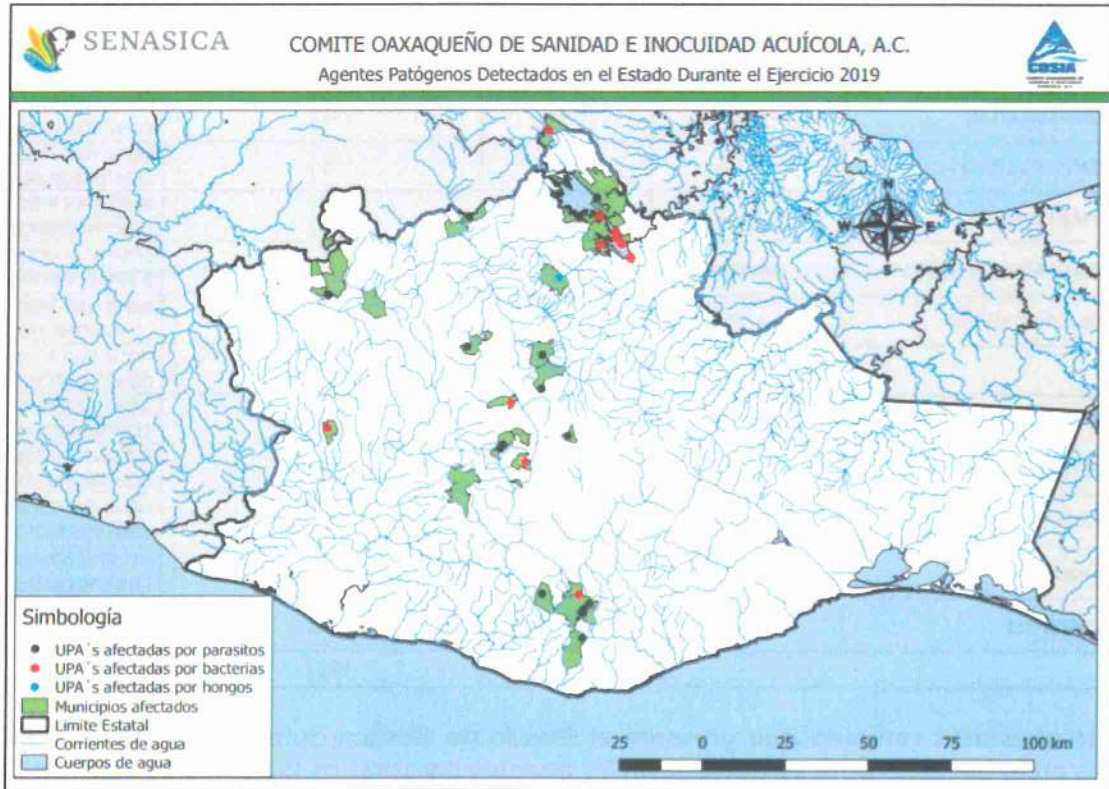 SENASICA
COMITE OAXAQUEÑO DE SANIDAD E INOCUIDAD ACUÍCOLA, A.C.
Agentes Patógenos Detectados en el Estado Durante el Ejercicio 2019
COSIA
N
W
E
S
Simbología
UPA´s afectadas por parasitos
UPA´s afectadas por bacterias
UPA´s afectadas por hongos
Municipios afectados
Limite Estatal
Corrientes de agua
Cuerpos de agua
25 0 25 50 75 100 km